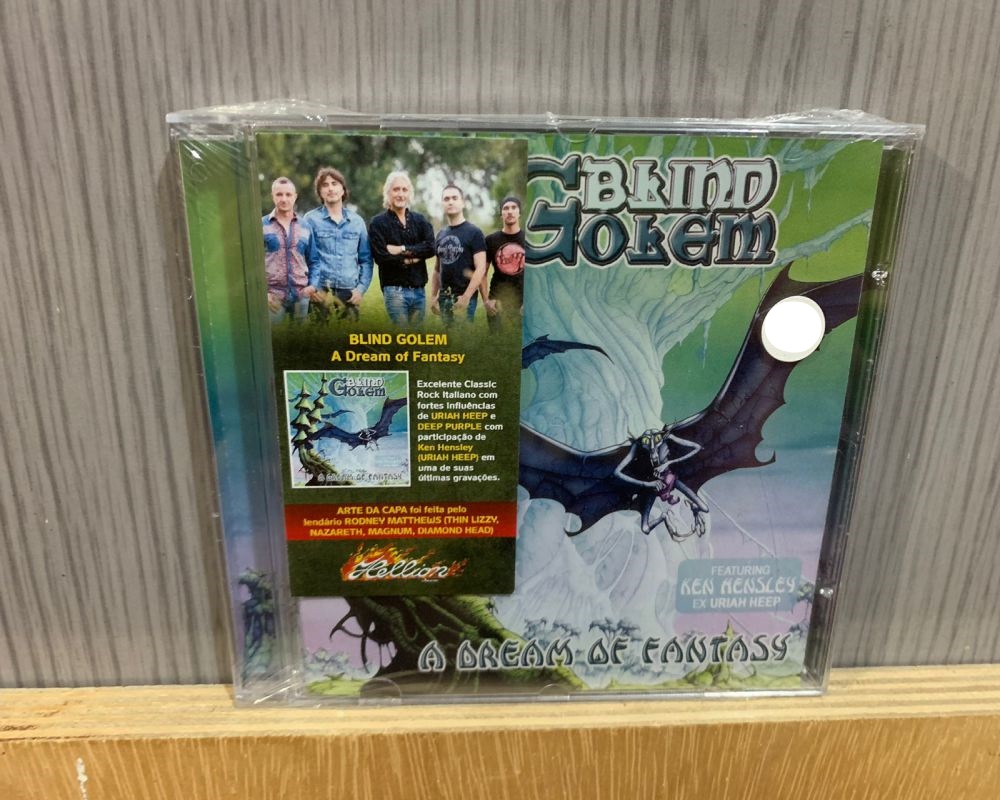 BLIND
GOLEM
BLIND GOLEM
A Dream of Fantasy
BLIND
GOLEM
A DREAM OF FANTASY
Excelente Classic
Rock Italiano com
fortes influências
de URIAH HEEP e
DEEP PURPLE com
participação de
Ken Hensley
(URIAH HEEP) em
uma de suas
últimas gravações.
ARTE DA CAPA foi feita pelo
lendário RODNEY MATTHEWS (THIN LIZZY,
NAZARETH, MAGNUM, DIAMOND HEAD)
Hellion
FEATURING
KEN HENSLEY
EX URIAH HEEP
A DREAM OF FANTASY